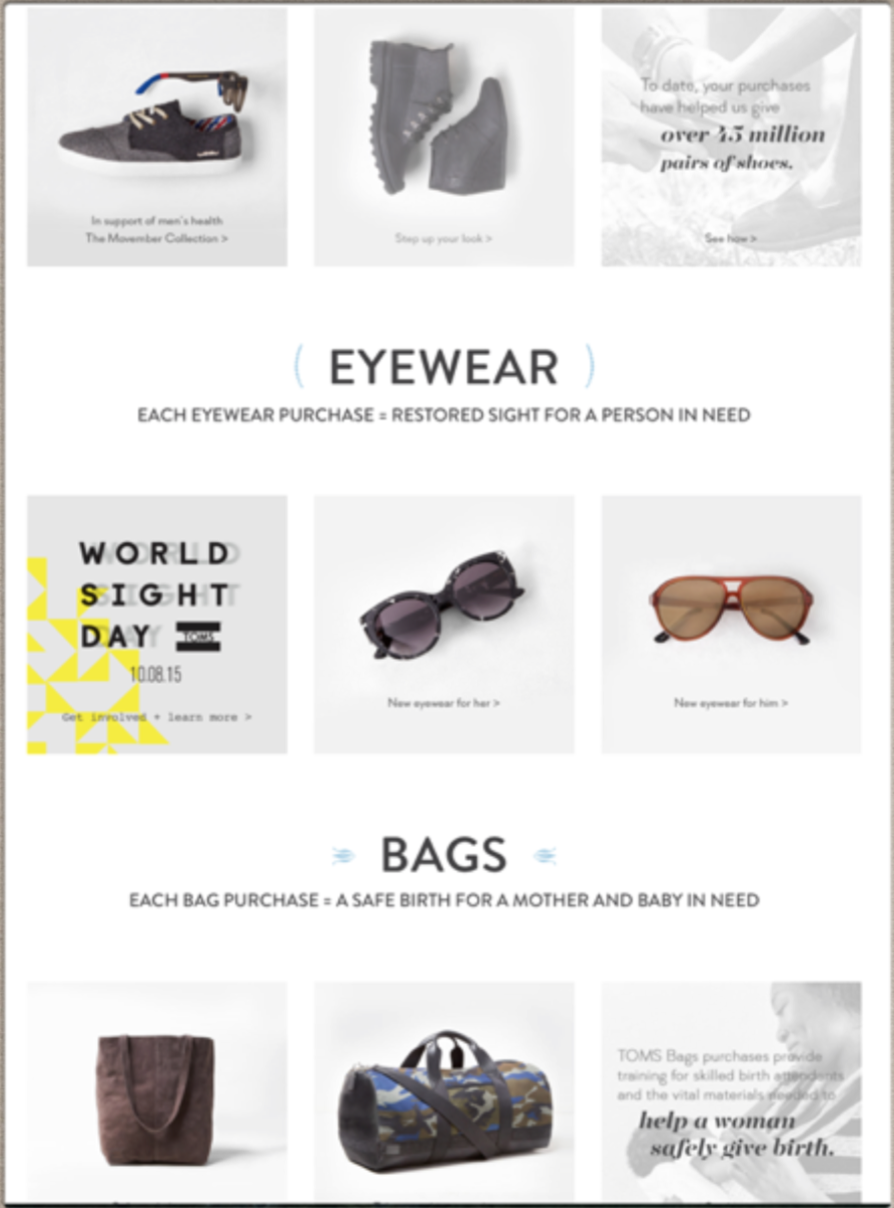 In support of men's health
The Movember Collection >
Step up your look >
To date, your purchases
have helped us give
over 45 million
pairs of shoes.
See how >
( EYEWEAR )
EACH EYEWEAR PURCHASE = RESTORED SIGHT FOR A PERSON IN NEED
WORLD
SIGHT
DAY TOMS
10.08.15
Get involved + learn more >
New eyewear for her >
New eyewear for him >
BAGS
EACH BAG PURCHASE = A SAFE BIRTH FOR A MOTHER AND BABY IN NEED
TOMS Bags purchases provide
training for skilled birth attendants
and the vital materials needed to
help a woman
safely give birth.